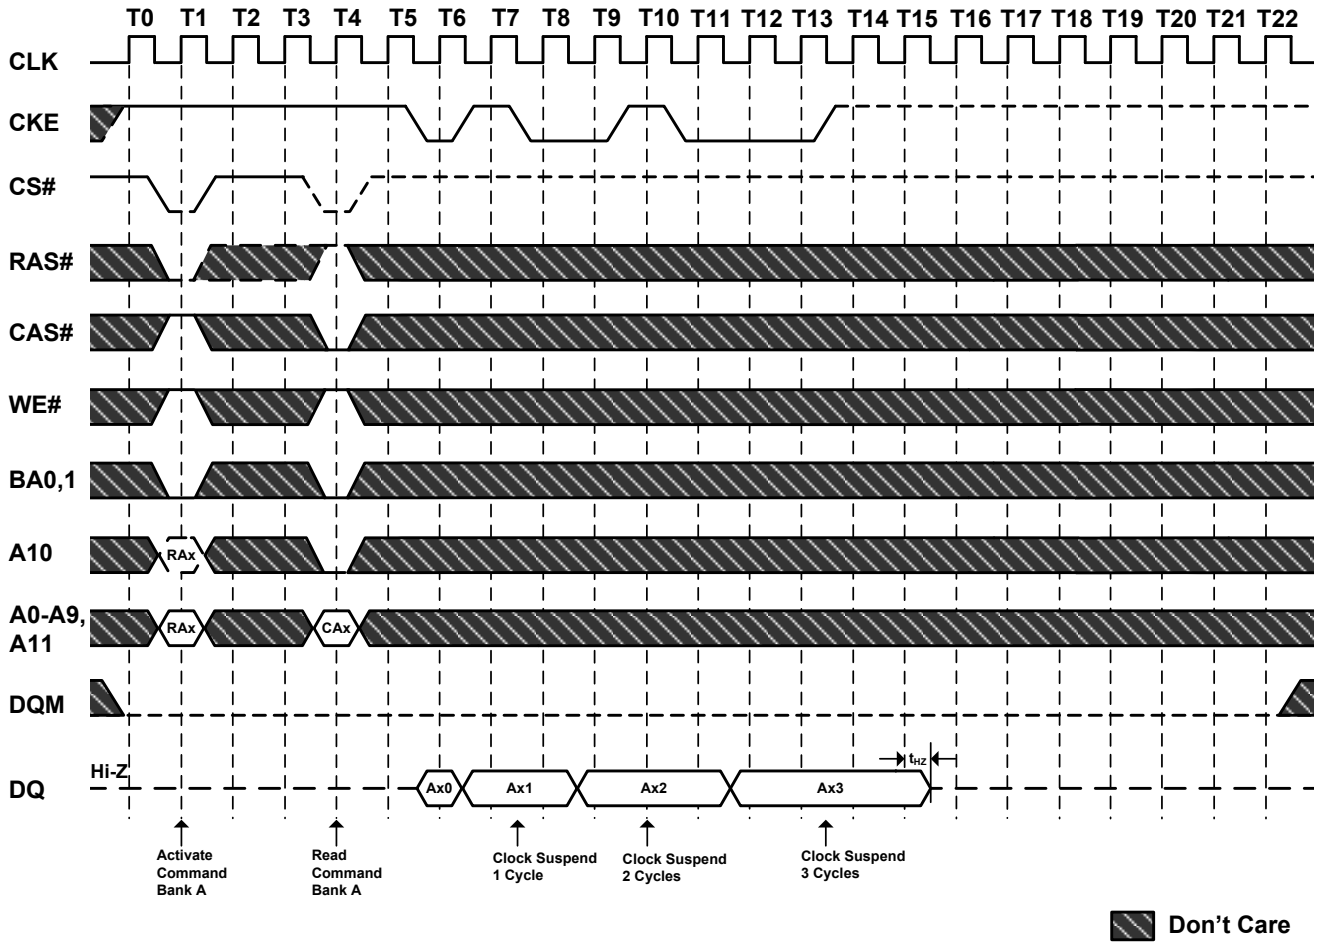 T0 T1 T2 T3 T4 T5 T6 T7 T8 T9 T10 T11 T12 T13 T14 T15 T16 T17 T18 T19 T20 T21 T22
CLK
CKE
CS#
RAS#
CAS#
WE#
BA0,1
A10
RAx
A0-A9,
A11
RAx CAx
DQM
Hi-Z
tHZ
DQ
Ax0 Ax1 Ax2 Ax3
Activate
Command
Bank A
Read
Command
Bank A
Clock Suspend
1 Cycle
Clock Suspend
2 Cycles
Clock Suspend
3 Cycles
Don't Care